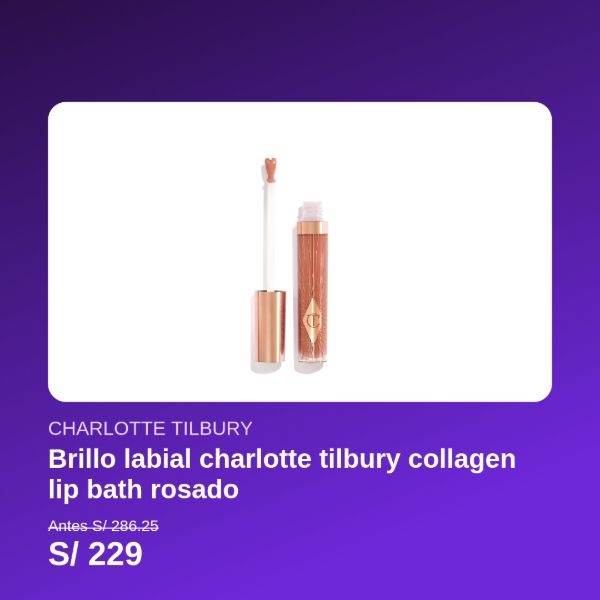 CHARLOTTE TILBURY
Brillo labial charlotte tilbury collagen
lip bath rosado
Antes S/ 286.25
S/ 229